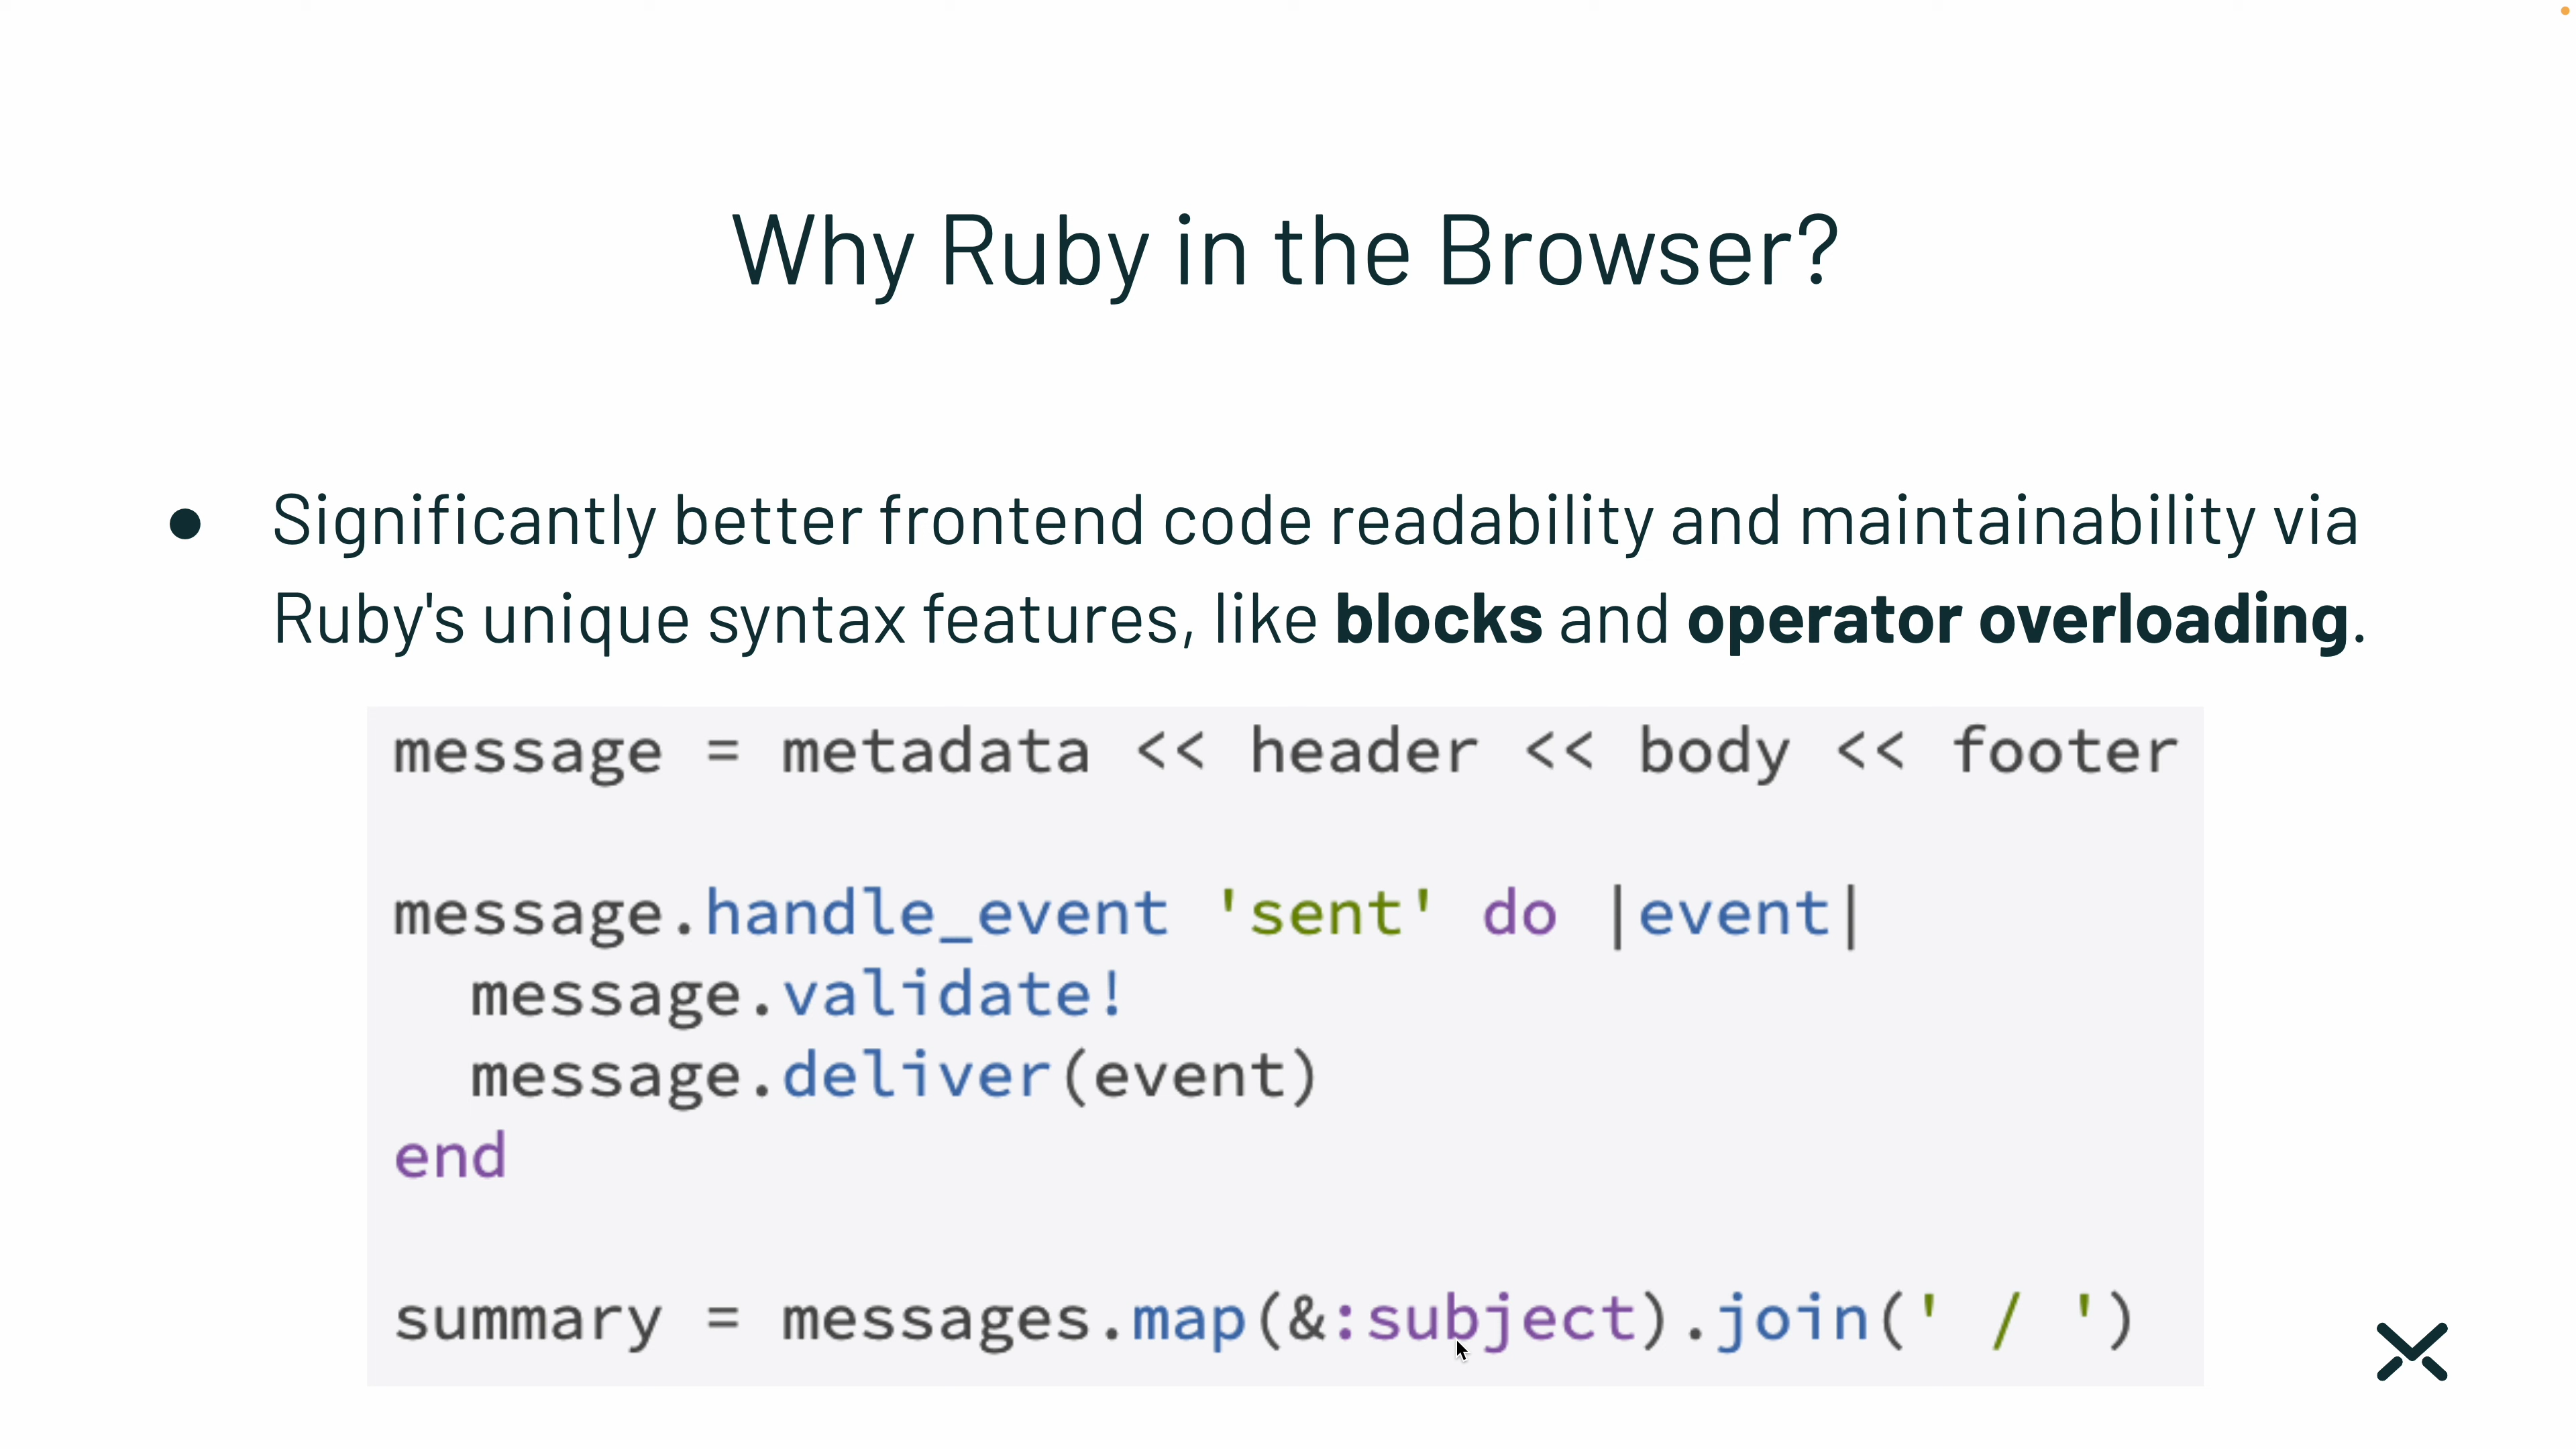 Why Ruby in the Browser?
● Significantly better frontend code readability and maintainability via
Ruby's unique syntax features, like blocks and operator overloading.
message = metadata << header << body << footer
message.handle_event 'sent' do |event|
  message.validate!
  message.deliver(event)
end
summary = messages.map(&:subject).join(' / ')